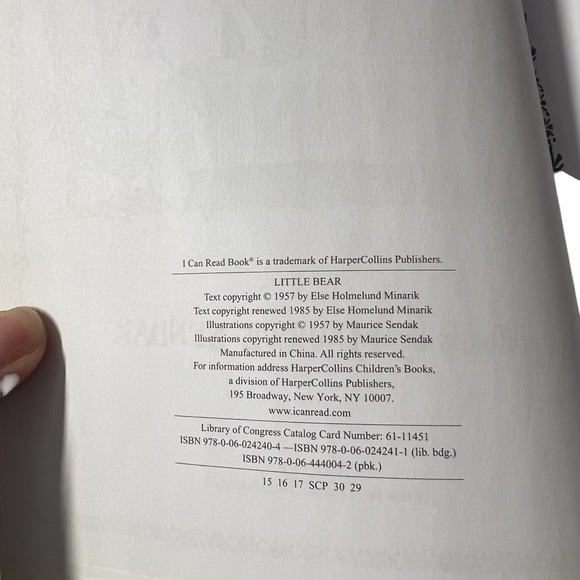 I Can Read Book® is a trademark of HarperCollins Publishers.
LITTLE BEAR
Text copyright © 1957 by Else Holmelund Minarik
Text copyright renewed 1985 by Else Homelund Minarik
Illustrations copyright © 1957 by Maurice Sendak
Illustrations copyright renewed 1985 by Maurice Sendak
Manufactured in China. All rights reserved.
For information address HarperCollins Children's Books,
a division of HarperCollins Publishers,
195 Broadway, New York, NY 10007.
www.icanread.com
Library of Congress Catalog Card Number: 61-11451
ISBN 978-0-06-024240-4 —ISBN 978-0-06-024241-1 (lib. bdg.)
ISBN 978-0-06-444004-2 (pbk.)
15 16 17 SCP 30 29